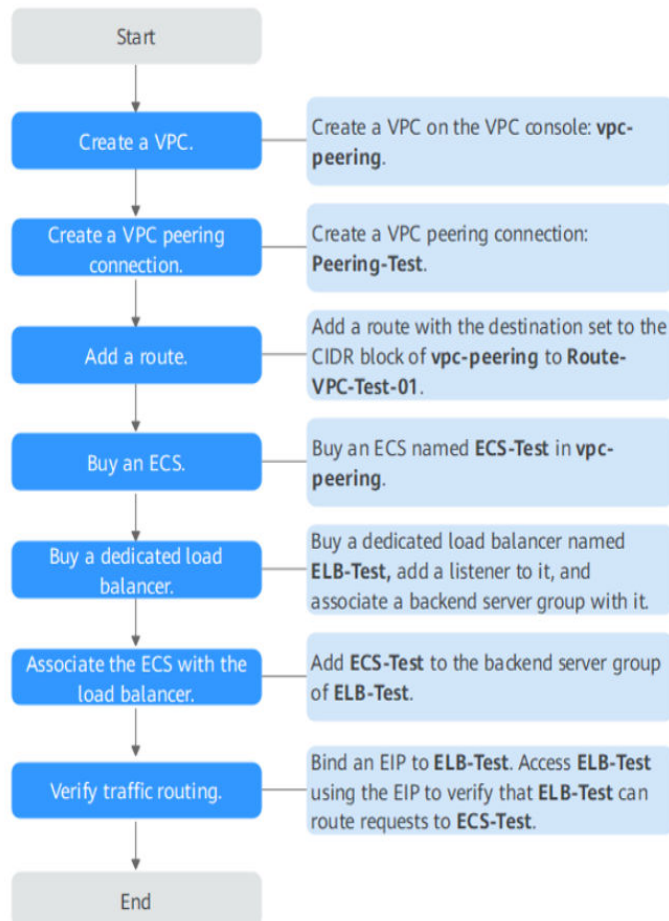 Start
Create a VPC.
Create a VPC on the VPC console: vpc-
peering.
Create a VPC peering
connection.
Create a VPC peering connection:
Peering-Test.
Add a route.
Add a route with the destination set to the
CIDR block of vpc-peering to Route-
VPC-Test-01.
Buy an ECS.
Buy an ECS named ECS-Test in vpc-
peering.
Buy a dedicated load
balancer.
Buy a dedicated load balancer named
ELB-Test, add a listener to it, and
associate a backend server group with it.
Associate the ECS with the
load balancer.
Add ECS-Test to the backend server group
of ELB-Test.
Verify traffic routing.
Bind an EIP to ELB-Test. Access ELB-Test
using the EIP to verify that ELB-Test can
route requests to ECS-Test.
End